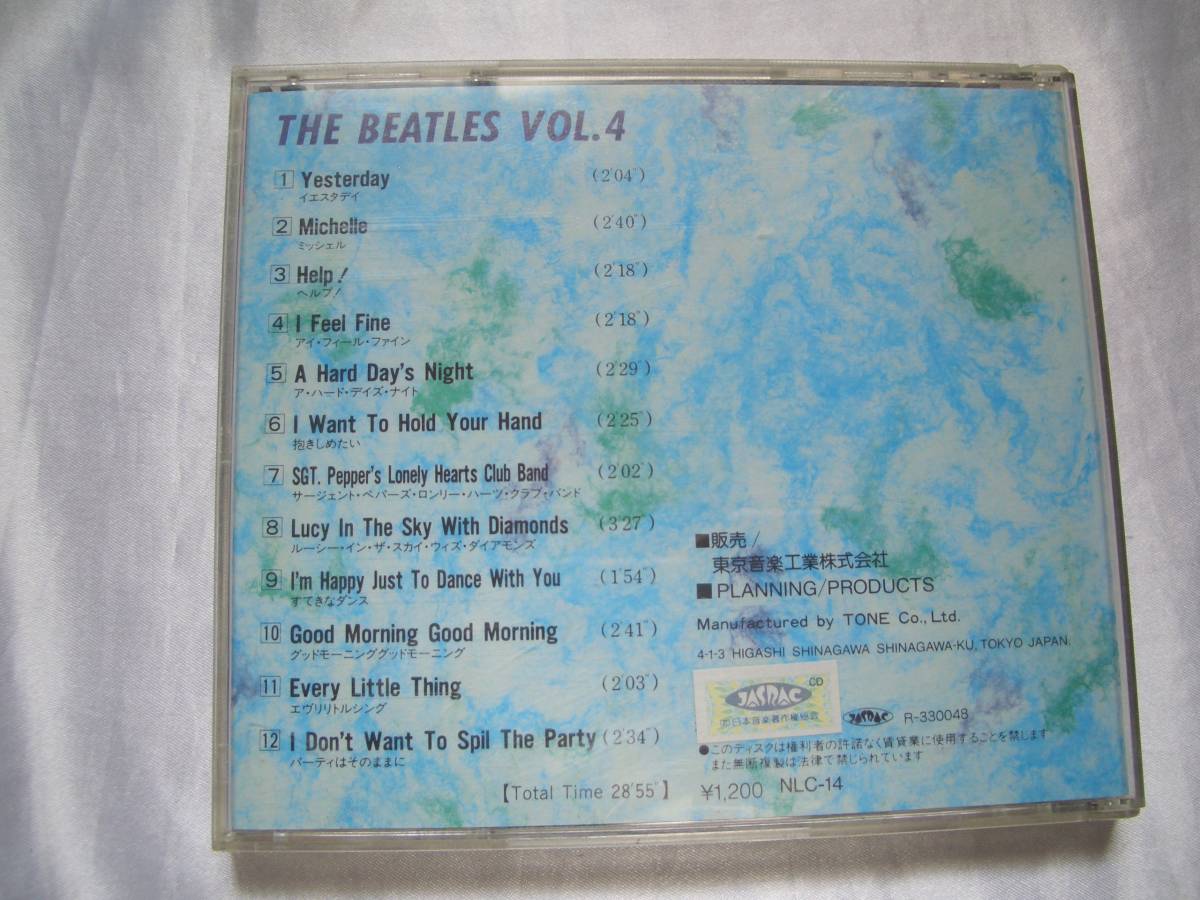 THE BEATLES VOL.4
1 Yesterday (2'04")
イエスタデイ
2 Michelle (2'40")
ミッシェル
3 Help! (2'18")
ヘルプ!
4 I Feel Fine (2'18")
アイ・フィール・ファイン
5 A Hard Day's Night (2'29")
ア・ハード・デイズ・ナイト
6 I Want To Hold Your Hand (2'25")
抱きしめたい
7 SGT. Pepper's Lonely Hearts Club Band (2'02")
サージェント・ペパーズ・ロンリー・ハーツ・クラブ・バンド
8 Lucy In The Sky With Diamonds (3'27")
ルーシー・イン・ザ・スカイ・ウィズ・ダイアモンズ
9 I'm Happy Just To Dance With You (1'54")
すてきなダンス
10 Good Morning Good Morning (2'41")
グッドモーニンググッドモーニング
11 Every Little Thing (2'03")
エヴリリトルシング
12 I Don't Want To Spil The Party (2'34")
パーティはそのままに
【Total Time 28'55"】
■販売/
東京音楽工業株式会社
■PLANNING/PRODUCTS
Manufactured by TONE Co., Ltd.
4-1-3 HIGASHI SHINAGAWA SHINAGAWA-KU, TOKYO JAPAN.
CD
JASRAC
日本音楽著作権協会
JASRAC R-330048
●このディスクは権利者の許諾なく賃貸業に使用することを禁じます
また無断複製は法律で禁じられています
¥1,200 NLC-14